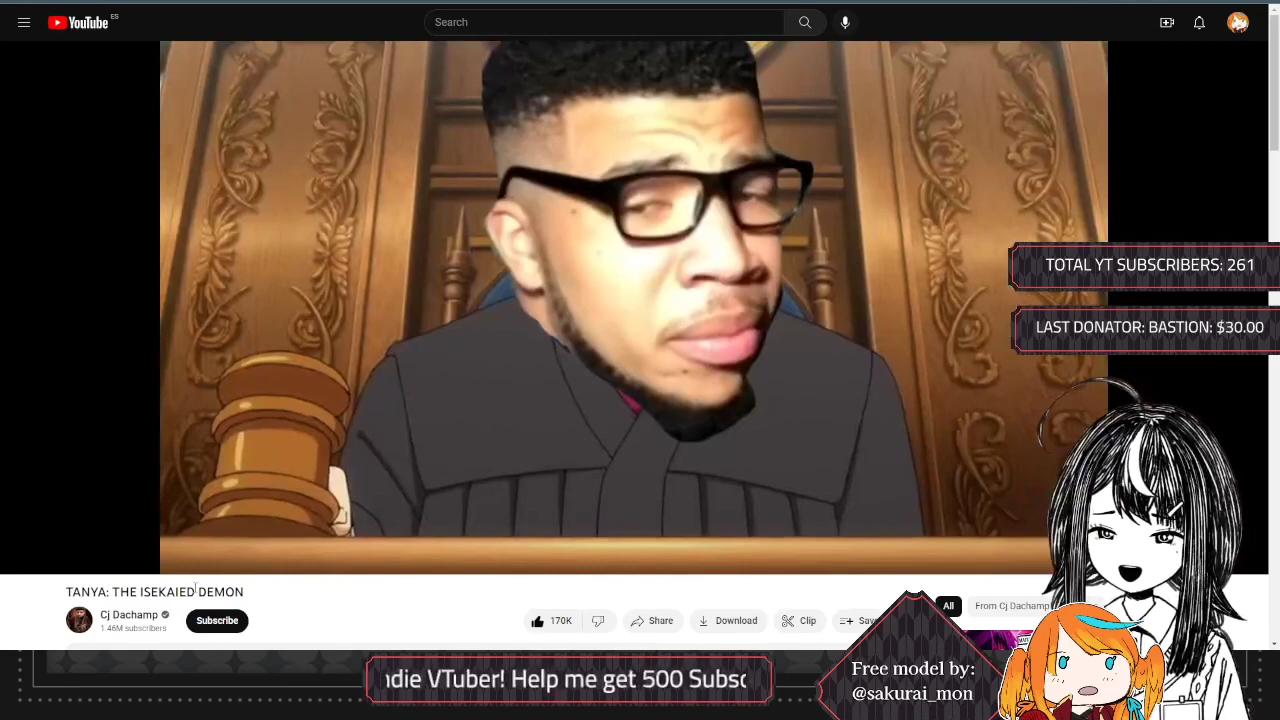 YouTube ES
Search
TOTAL YT SUBSCRIBERS: 261
LAST DONATOR: BASTION: $30.00
TANYA: THE ISEKAIED DEMON
Cj Dachamp
1.46M subscribers
Subscribe
170K
Share
Download
Clip
Save
All
From Cj Dachamp
ndie VTuber! Help me get 500 Subsc
Free model by:
@sakurai_mon